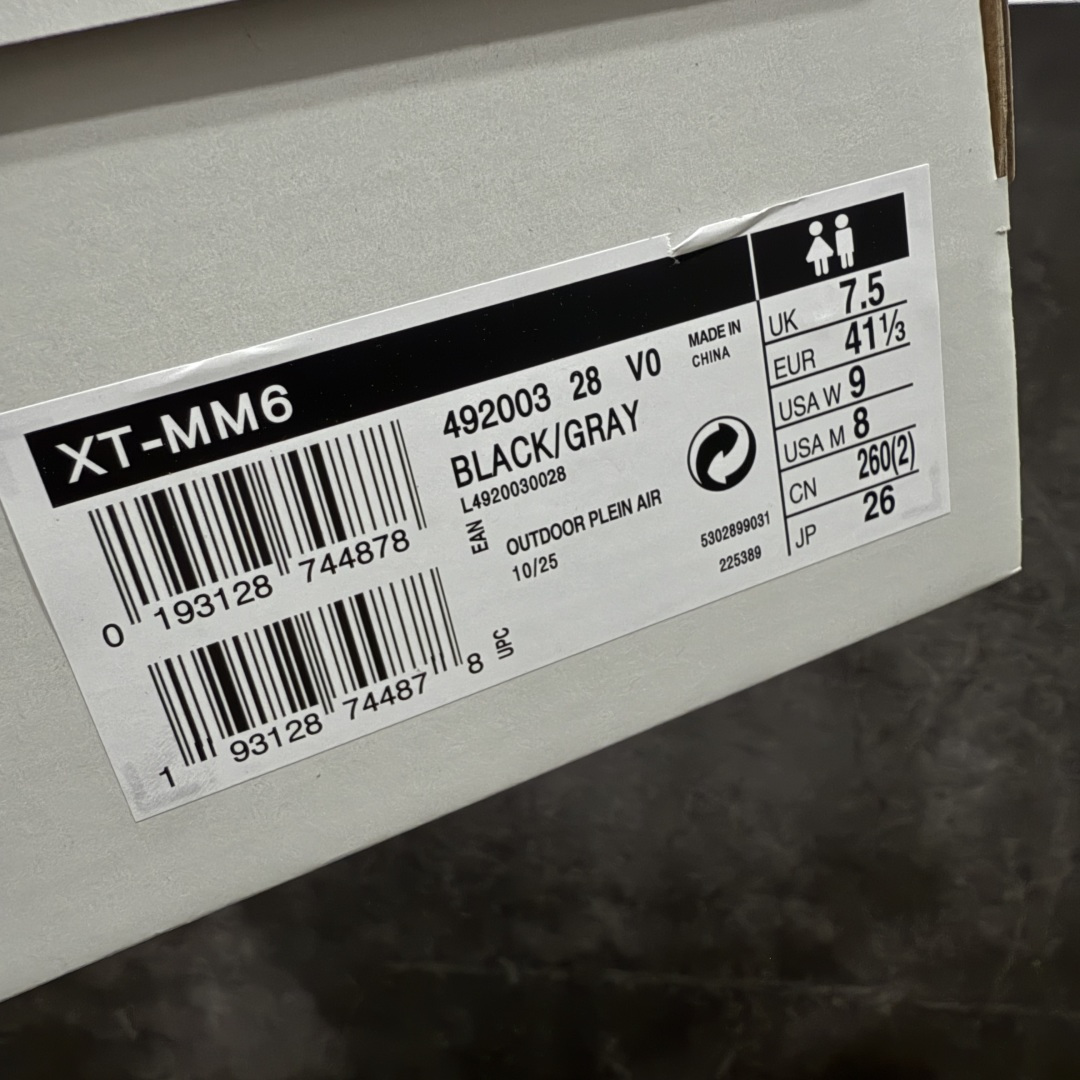 XT-MM6
492003 28 V0
BLACK/GRAY
L4920030028
MADE IN
CHINA
EAN
OUTDOOR PLEIN AIR
10/25
5302899031
225389
0 193128 744878
UPC
1 93128 74487 8
UK 7.5
EUR 41⅓
USA W 9
USA M 8
CN 260(2)
JP 26